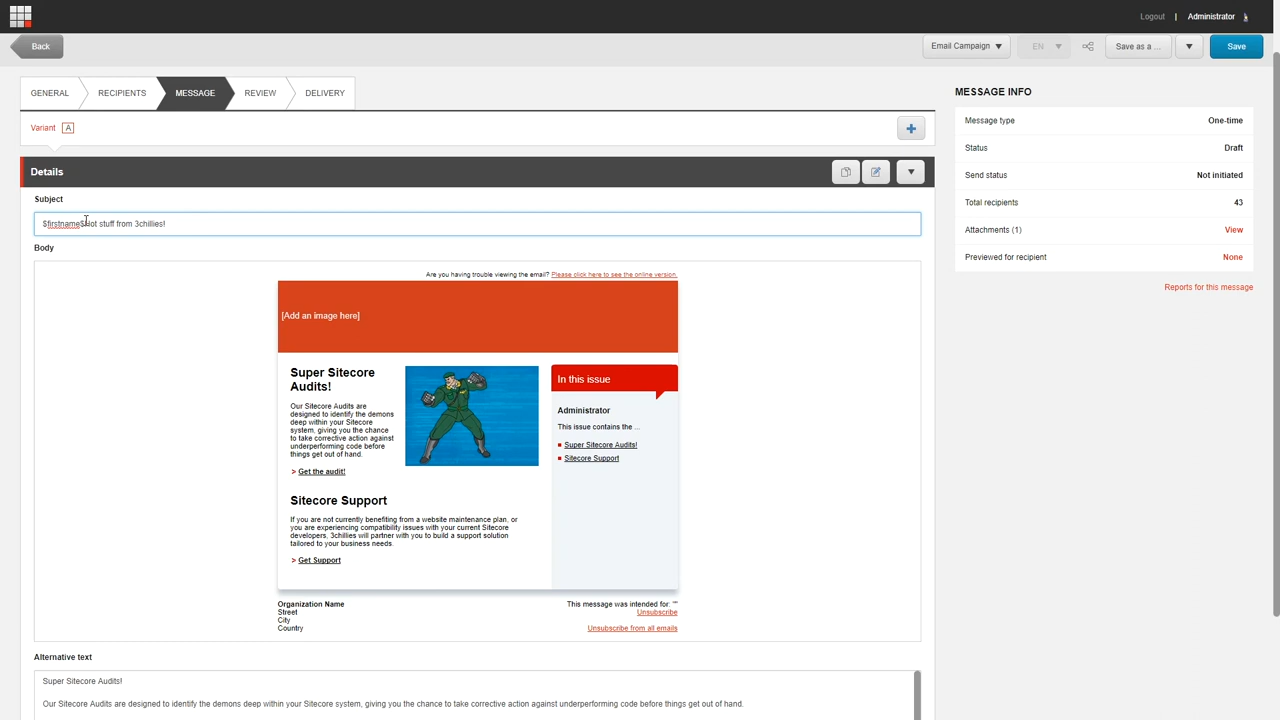 Logout | Administrator
Back
Email Campaign ▼
EN ▼
Save as a ...
▼
Save
GENERAL
RECIPIENTS
MESSAGE
REVIEW
DELIVERY
Variant A
+
Details
▼
Subject
$firstname$Hot stuff from 3chillies!
Body
Are you having trouble viewing the email? Please click here to see the online version.
[Add an image here]
Super Sitecore
Audits!
Our Sitecore Audits are
designed to identify the demons
deep within your Sitecore
system, giving you the chance
to take corrective action against
underperforming code before
things get out of hand.
> Get the audit!
Sitecore Support
If you are not currently benefiting from a website maintenance plan, or
you are experiencing compatibility issues with your current Sitecore
developers, 3chillies will partner with you to build a support solution
tailored to your business needs.
> Get Support
In this issue
Administrator
This issue contains the ...
Super Sitecore Audits!
Sitecore Support
Organization Name
Street
City
Country
This message was intended for: ""
Unsubscribe
Unsubscribe from all emails
Alternative text
Super Sitecore Audits!
Our Sitecore Audits are designed to identify the demons deep within your Sitecore system, giving you the chance to take corrective action against underperforming code before things get out of hand.
MESSAGE INFO
Message type One-time
Status Draft
Send status Not initiated
Total recipients 43
Attachments (1) View
Previewed for recipient None
Reports for this message